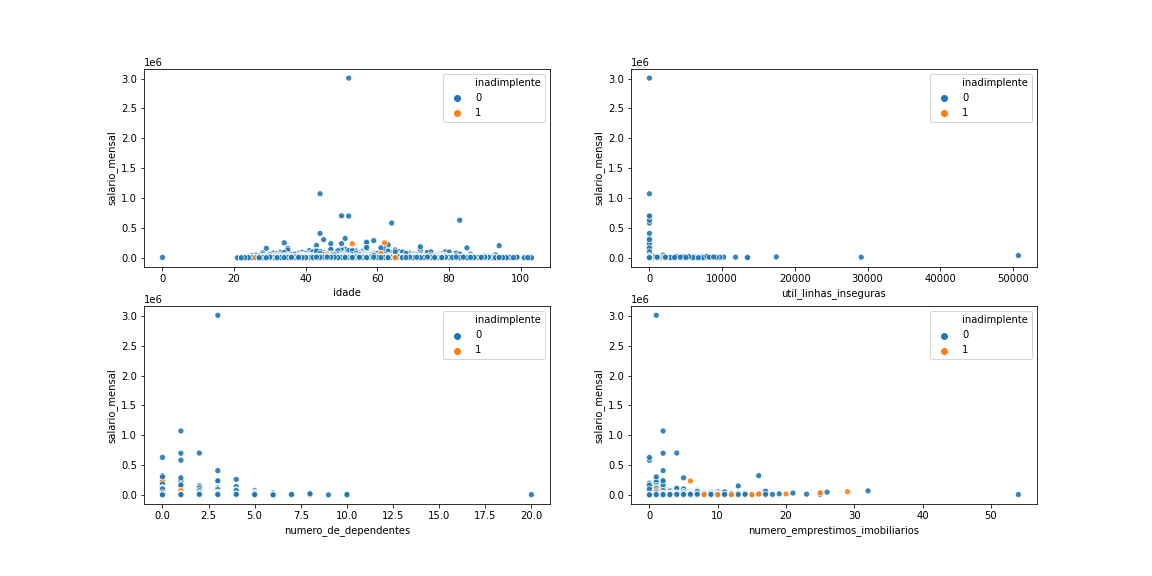 1e6
inadimplente
0
1
3.0
2.5
2.0
1.5
1.0
0.5
0.0
salario_mensal
0 20 40 60 80 100
idade
1e6
inadimplente
0
1
3.0
2.5
2.0
1.5
1.0
0.5
0.0
salario_mensal
0 10000 20000 30000 40000 50000
util_linhas_inseguras
1e6
inadimplente
0
1
3.0
2.5
2.0
1.5
1.0
0.5
0.0
salario_mensal
0.0 2.5 5.0 7.5 10.0 12.5 15.0 17.5 20.0
numero_de_dependentes
1e6
inadimplente
0
1
3.0
2.5
2.0
1.5
1.0
0.5
0.0
salario_mensal
0 10 20 30 40 50
numero_emprestimos_imobiliarios